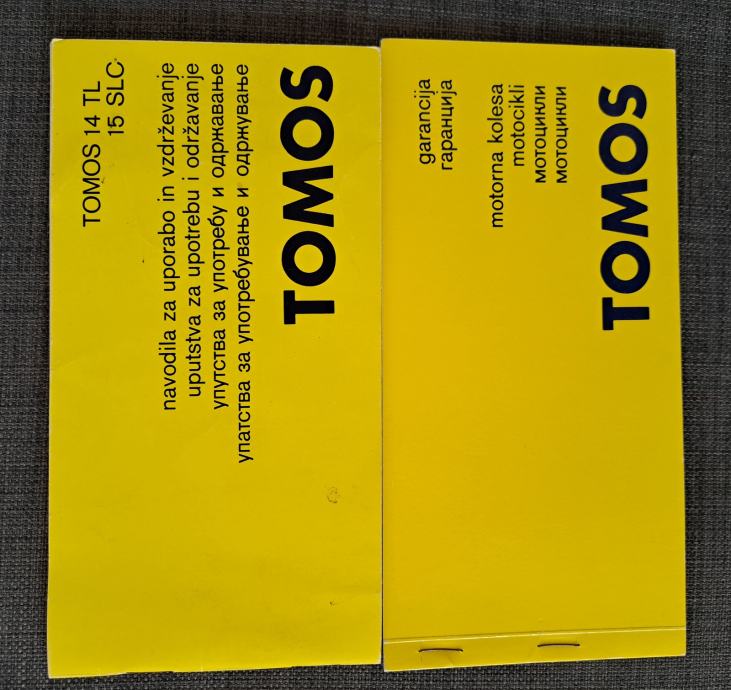 TOMOS
navodila za uporabo in vzdrževanje
uputstva za upotrebu i održavanje
упутства за употребу и одржавање
упатства за употребување и одржување
TOMOS 14 TL
15 SLC
TOMOS
motorna kolesa
motocikli
мотоцикли
мотоцикли
garancija
гаранција